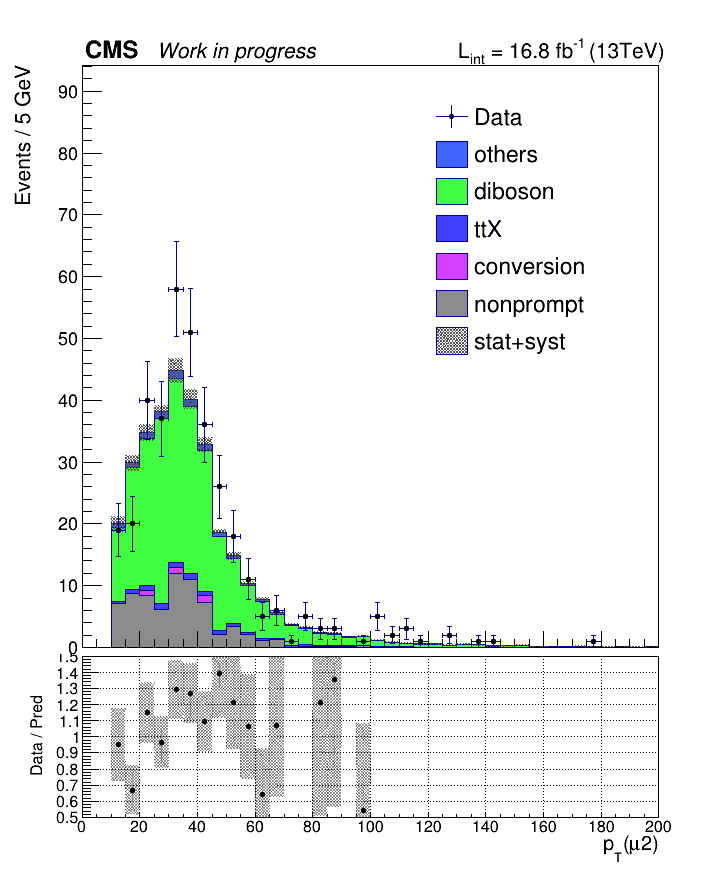 CMS Work in progress L_int = 16.8 fb^-1 (13TeV)
Events / 5 GeV
90
80
70
60
50
40
30
20
10
0
Data
others
diboson
ttX
conversion
nonprompt
stat+syst
Data / Pred
1.5
1.4
1.3
1.2
1.1
1
0.9
0.8
0.7
0.6
0.5
0 20 40 60 80 100 120 140 160 180 200
p_T(μ2)